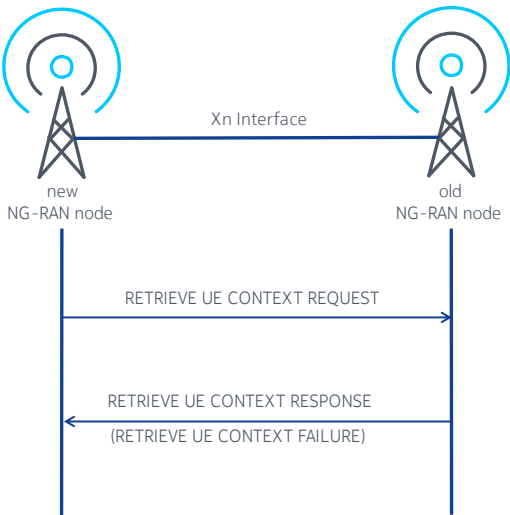 Xn Interface
new
NG-RAN node
old
NG-RAN node
RETRIEVE UE CONTEXT REQUEST
RETRIEVE UE CONTEXT RESPONSE
(RETRIEVE UE CONTEXT FAILURE)